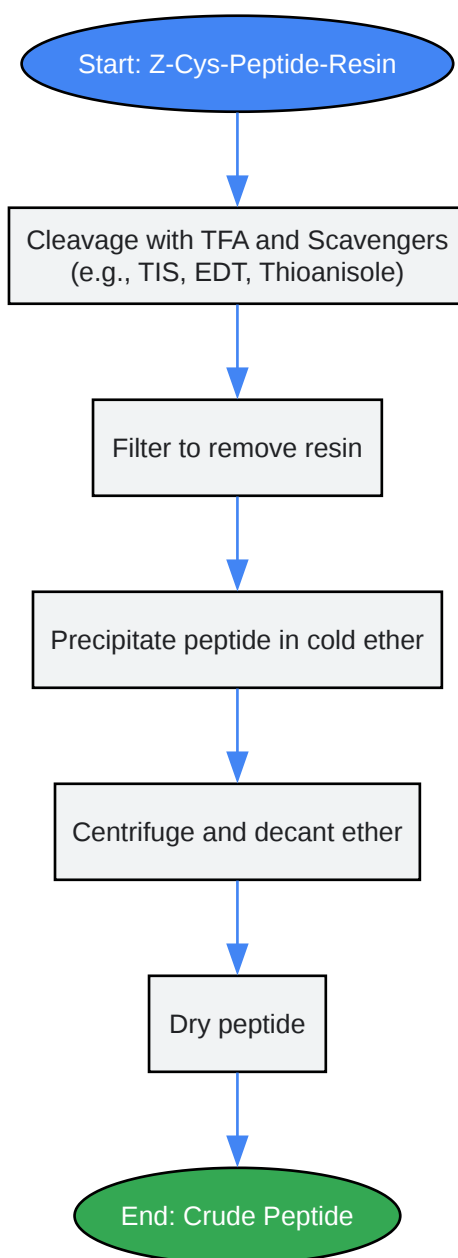 Start: Z-Cys-Peptide-Resin
Cleavage with TFA and Scavengers
(e.g., TIS, EDT, Thioanisole)
Filter to remove resin
Precipitate peptide in cold ether
Centrifuge and decant ether
Dry peptide
End: Crude Peptide